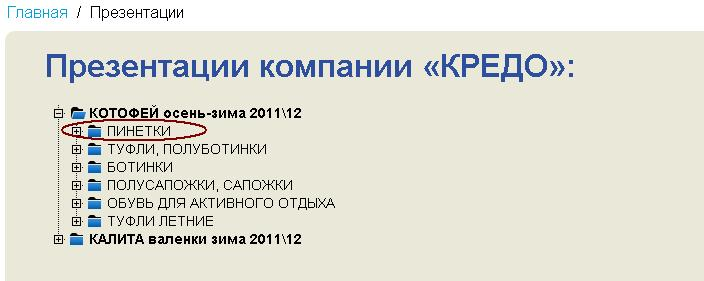 Главная / Презентации
Презентации компании «КРЕДО»:
КОТОФЕЙ осень-зима 2011\12
ПИНЕТКИ
ТУФЛИ, ПОЛУБОТИНКИ
БОТИНКИ
ПОЛУСАПОЖКИ, САПОЖКИ
ОБУВЬ ДЛЯ АКТИВНОГО ОТДЫХА
ТУФЛИ ЛЕТНИЕ
КАЛИТА валенки зима 2011\12